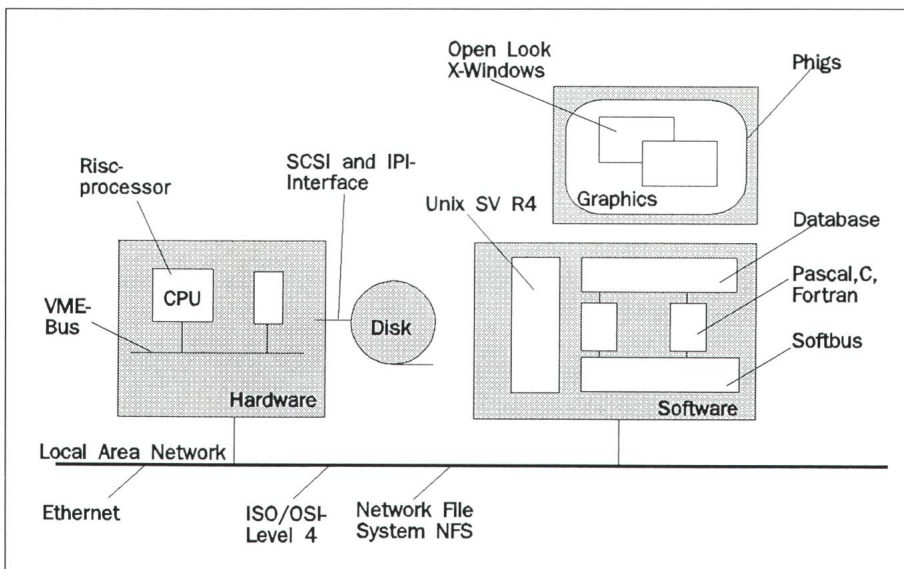 Open Look
X-Windows
Phigs
Graphics
Risc-
processor
SCSI and IPI-
Interface
Unix SV R4
Database
CPU
VME-
Bus
Disk
Pascal,C,
Fortran
Softbus
Hardware
Software
Local Area Network
Ethernet
ISO/OSI-
Level 4
Network File
System NFS